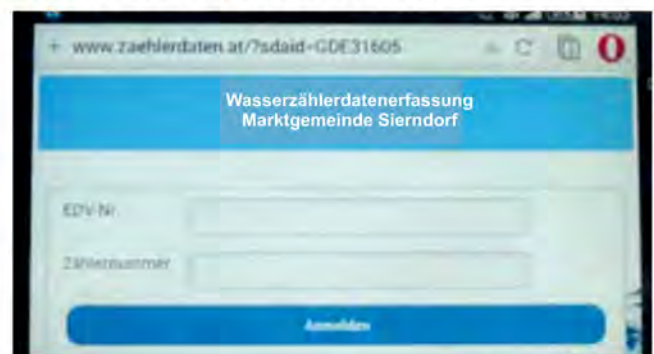 www.zaehlerdaten.at/?sdaid=GDE31605
Wasserzählerdatenerfassung
Marktgemeinde Sierndorf
EDV-Nr
Zählernummer
Anmelden